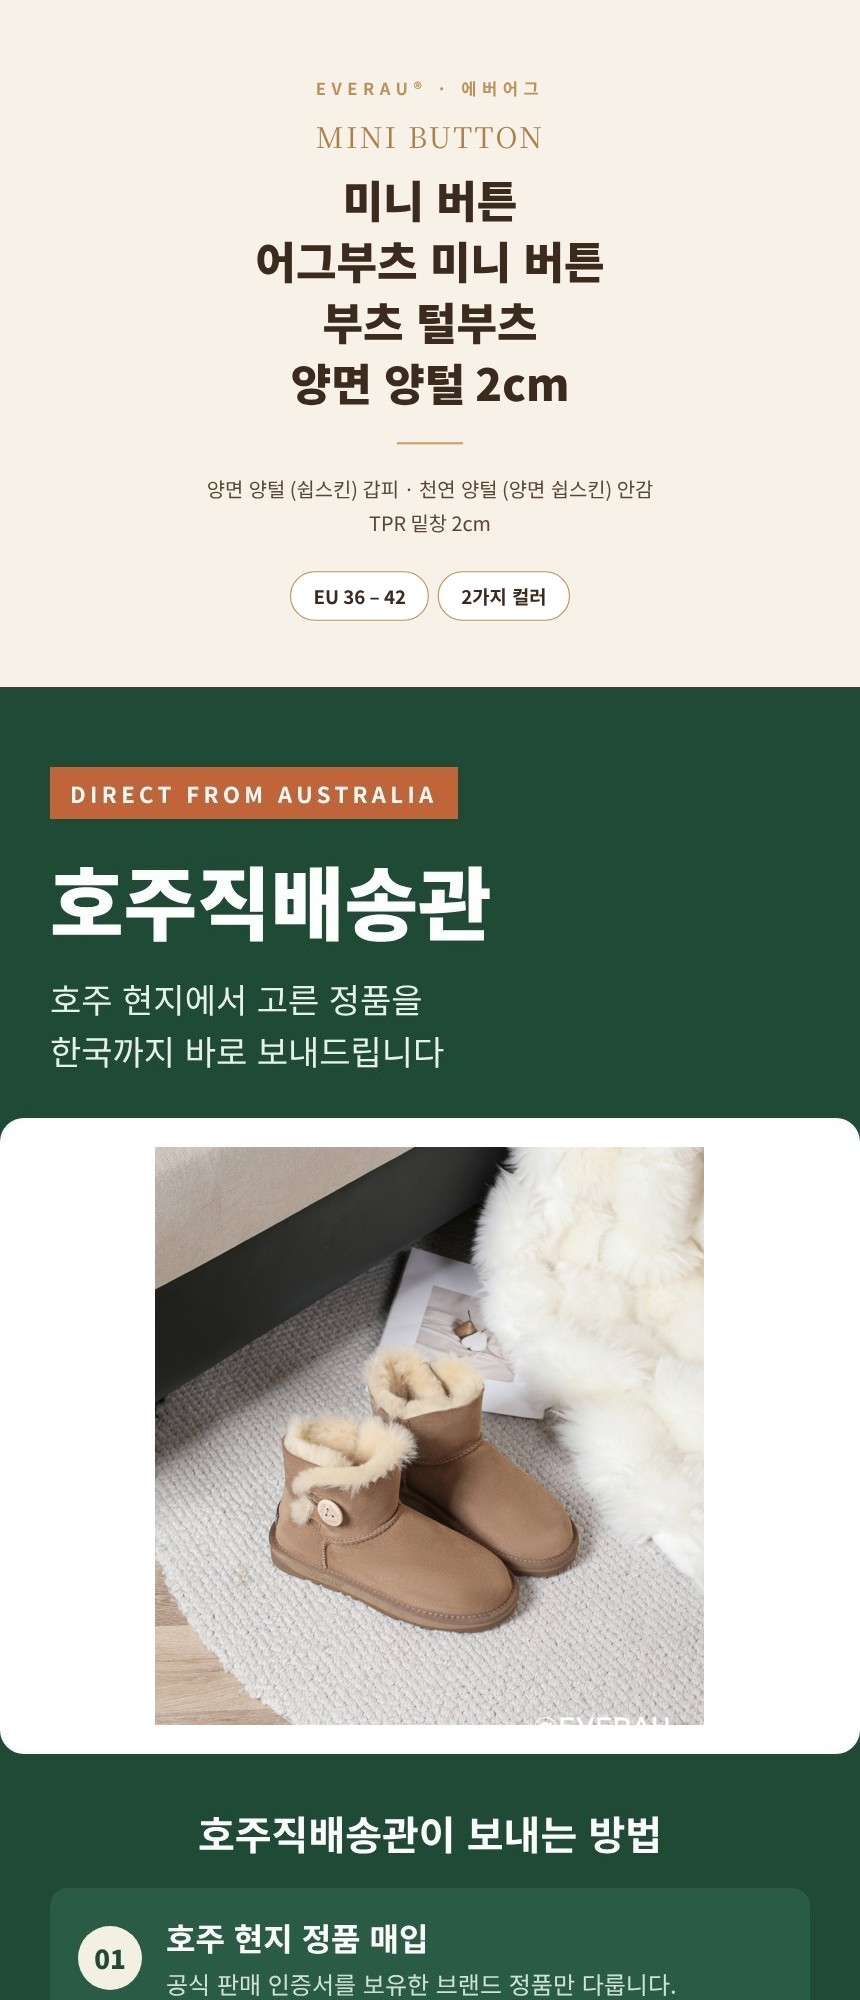 EVERAU® · 에버어그
MINI BUTTON
미니 버튼
어그부츠 미니 버튼
부츠 털부츠
양면 양털 2cm
양면 양털 (쉽스킨) 갑피 · 천연 양털 (양면 쉽스킨) 안감
TPR 밑창 2cm
EU 36 – 42
2가지 컬러
DIRECT FROM AUSTRALIA
호주직배송관
호주 현지에서 고른 정품을
한국까지 바로 보내드립니다
©EVERAU
호주직배송관이 보내는 방법
01
호주 현지 정품 매입
공식 판매 인증서를 보유한 브랜드 정품만 다룹니다.